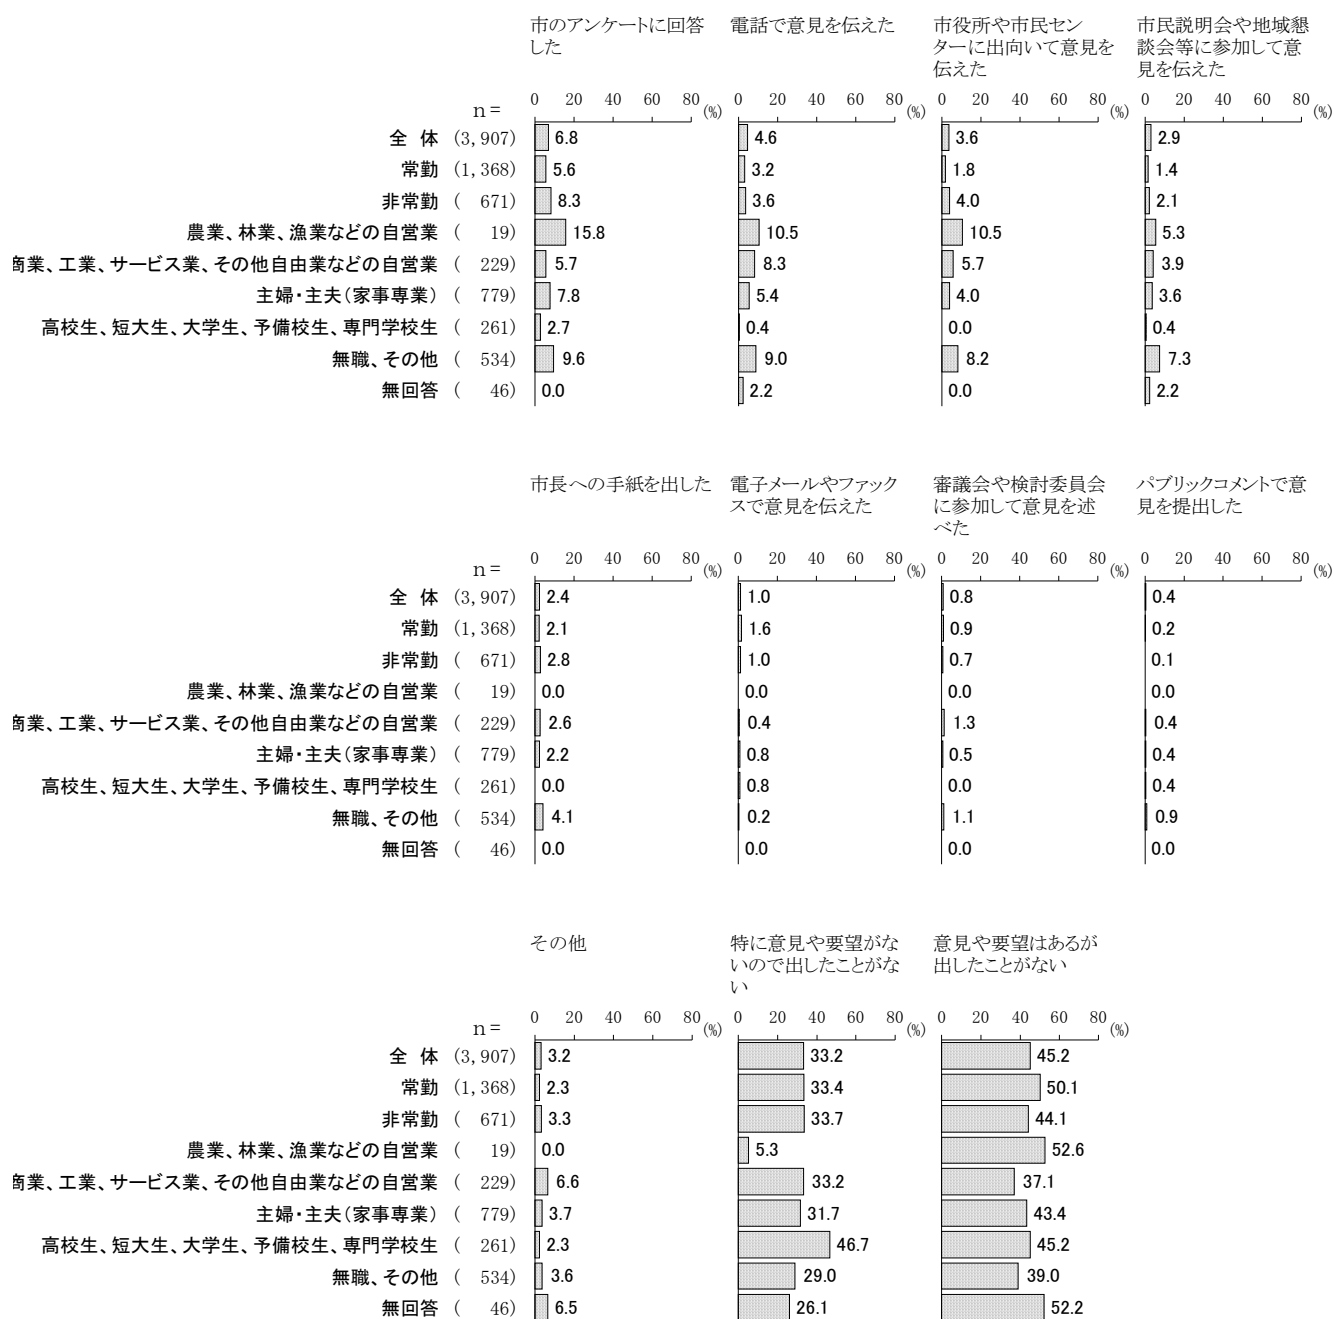 市のアンケートに回答 電話で意見を伝えた 市役所や市民セン 市民説明会や地域懇
した ターに出向いて意見を 談会等に参加して意
伝えた 見を伝えた
n= 0 20 40 60 80 (%) 0 20 40 60 80 (%) 0 20 40 60 80 (%) 0 20 40 60 80 (%)
全 体 (3,907) 6.8 4.6 3.6 2.9
常勤 (1,368) 5.6 3.2 1.8 1.4
非常勤 ( 671) 8.3 3.6 4.0 2.1
農業、林業、漁業などの自営業 ( 19) 15.8 10.5 10.5 5.3
商業、工業、サービス業、その他自由業などの自営業 ( 229) 5.7 8.3 5.7 3.9
主婦・主夫(家事専業) ( 779) 7.8 5.4 4.0 3.6
高校生、短大生、大学生、予備校生、専門学校生 ( 261) 2.7 0.4 0.0 0.4
無職、その他 ( 534) 9.6 9.0 8.2 7.3
無回答 ( 46) 0.0 2.2 0.0 2.2
市長への手紙を出した 電子メールやファック 審議会や検討委員会 パブリックコメントで意
スで意見を伝えた に参加して意見を述 見を提出した
べた
n= 0 20 40 60 80 (%) 0 20 40 60 80 (%) 0 20 40 60 80 (%) 0 20 40 60 80 (%)
全 体 (3,907) 2.4 1.0 0.8 0.4
常勤 (1,368) 2.1 1.6 0.9 0.2
非常勤 ( 671) 2.8 1.0 0.7 0.1
農業、林業、漁業などの自営業 ( 19) 0.0 0.0 0.0 0.0
商業、工業、サービス業、その他自由業などの自営業 ( 229) 2.6 0.4 1.3 0.4
主婦・主夫(家事専業) ( 779) 2.2 0.8 0.5 0.4
高校生、短大生、大学生、予備校生、専門学校生 ( 261) 0.0 0.8 0.0 0.4
無職、その他 ( 534) 4.1 0.2 1.1 0.9
無回答 ( 46) 0.0 0.0 0.0 0.0
その他 特に意見や要望がな 意見や要望はあるが
いので出したことがな 出したことがない
い
n= 0 20 40 60 80 (%) 0 20 40 60 80 (%) 0 20 40 60 80 (%)
全 体 (3,907) 3.2 33.2 45.2
常勤 (1,368) 2.3 33.4 50.1
非常勤 ( 671) 3.3 33.7 44.1
農業、林業、漁業などの自営業 ( 19) 0.0 5.3 52.6
商業、工業、サービス業、その他自由業などの自営業 ( 229) 6.6 33.2 37.1
主婦・主夫(家事専業) ( 779) 3.7 31.7 43.4
高校生、短大生、大学生、予備校生、専門学校生 ( 261) 2.3 46.7 45.2
無職、その他 ( 534) 3.6 29.0 39.0
無回答 ( 46) 6.5 26.1 52.2